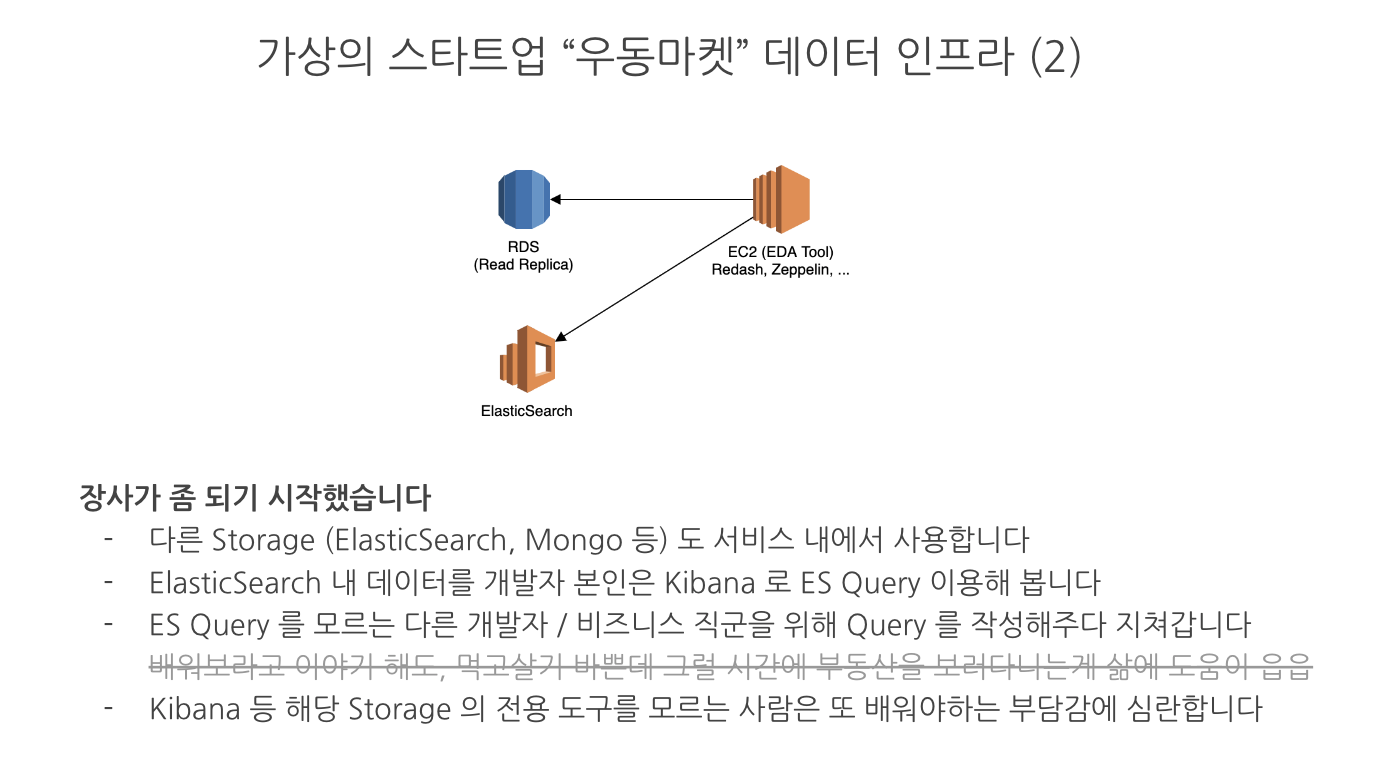 가상의 스타트업 “우동마켓” 데이터 인프라 (2)
RDS
(Read Replica)
EC2 (EDA Tool)
Redash, Zeppelin, ...
ElasticSearch
장사가 좀 되기 시작했습니다
- 다른 Storage (ElasticSearch, Mongo 등) 도 서비스 내에서 사용합니다
- ElasticSearch 내 데이터를 개발자 본인은 Kibana 로 ES Query 이용해 봅니다
- ES Query 를 모르는 다른 개발자 / 비즈니스 직군을 위해 Query 를 작성해주다 지쳐갑니다
배워보라고 이야기 해도, 먹고살기 바쁜데 그럴 시간에 부동산을 보러다니는게 삶에 도움이 읍읍
- Kibana 등 해당 Storage 의 전용 도구를 모르는 사람은 또 배워야하는 부담감에 심란합니다